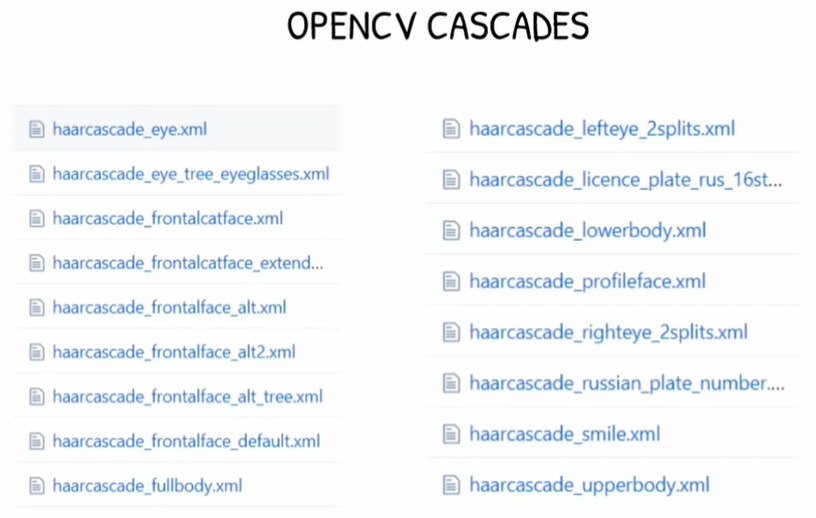 OPENCV CASCADES
haarcascade_eye.xml
haarcascade_eye_tree_eyeglasses.xml
haarcascade_frontalcatface.xml
haarcascade_frontalcatface_extend...
haarcascade_frontalface_alt.xml
haarcascade_frontalface_alt2.xml
haarcascade_frontalface_alt_tree.xml
haarcascade_frontalface_default.xml
haarcascade_fullbody.xml
haarcascade_lefteye_2splits.xml
haarcascade_licence_plate_rus_16st...
haarcascade_lowerbody.xml
haarcascade_profileface.xml
haarcascade_righteye_2splits.xml
haarcascade_russian_plate_number....
haarcascade_smile.xml
haarcascade_upperbody.xml